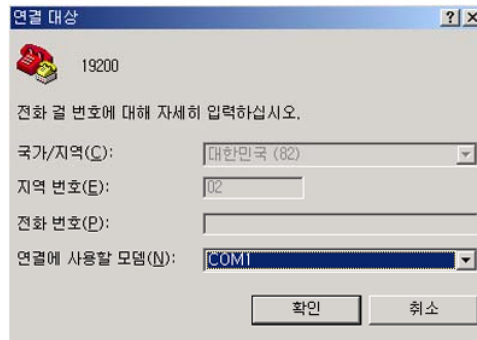 연결 대상
19200
전화 걸 번호에 대해 자세히 입력하십시오.
국가/지역(C): 대한민국 (82)
지역 번호(E): 02
전화 번호(P):
연결에 사용할 모뎀(N): COM1
확인 취소